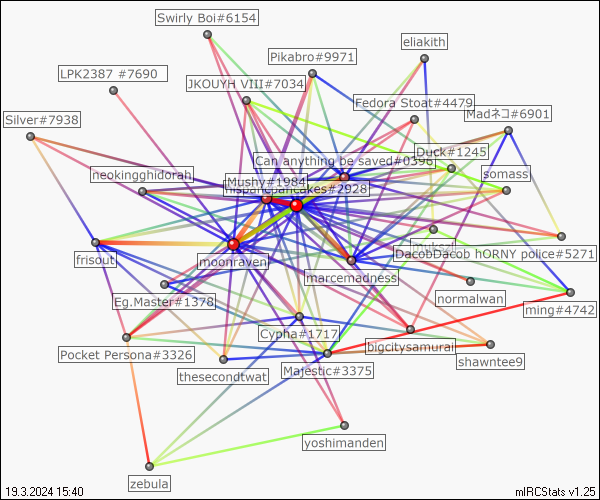 Swirly Boi#6154
eliakith
Pikabro#9971
LPK2387 #7690
JKOUYH VIII#7034
Fedora Stoat#4479
Madネコ#6901
Silver#7938
Duck#1245
Can anything be saved#0396
neokingghidorah
somassi
Mushy#1984
pancakes#2928
DacobDacob hORNY police#5271
frisout
moonraven
marcemadness
Eg.Master#1378
normalwan
ming#4742
Cypha#1717
bigcitysamurai
Pocket Persona#3326
shawntee9
thesecondtwat
Majestic#3375
yoshimanden
zebula
19.3.2024 15:40
mIRCStats v1.25